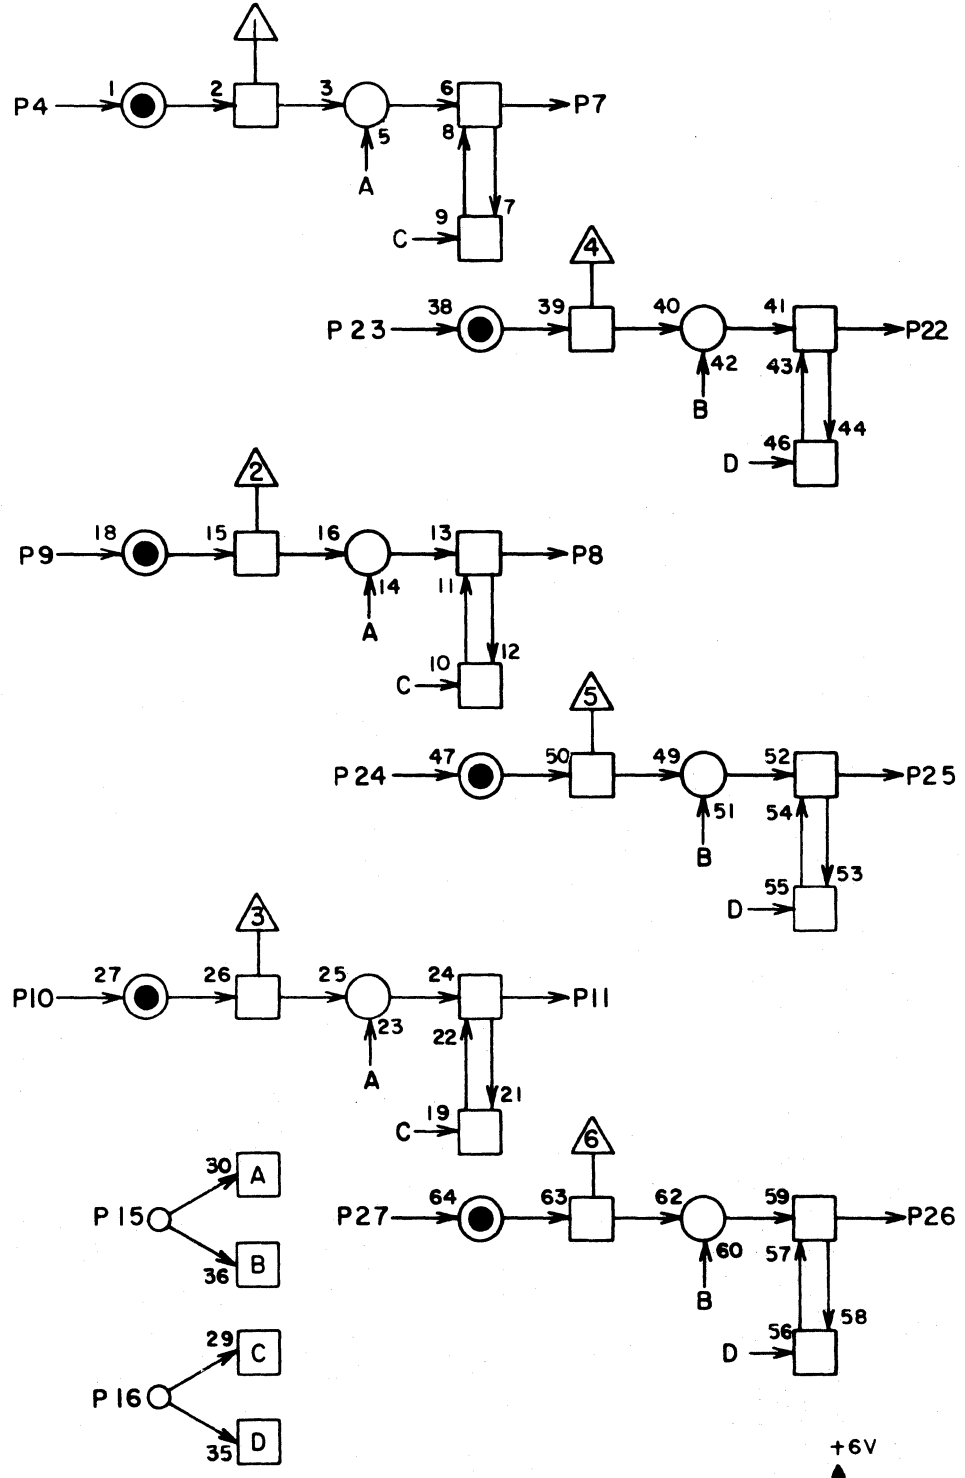 P4 1 2 3 6 P7
5 8
A
C 9 7
4
P23 38 39 40 41 P22
42 43
B
D 46 44
2
P9 18 15 16 13 P8
14 11
A
C 10 12
5
P24 47 50 49 52 P25
51 54
B
D 55 53
3
P10 27 26 25 24 P11
23 22
A
C 19 21
6
30 A
P15
36 B
P27 64 63 62 59 P26
60 57
B
D 56 58
29 C
P16
35 D
+6V